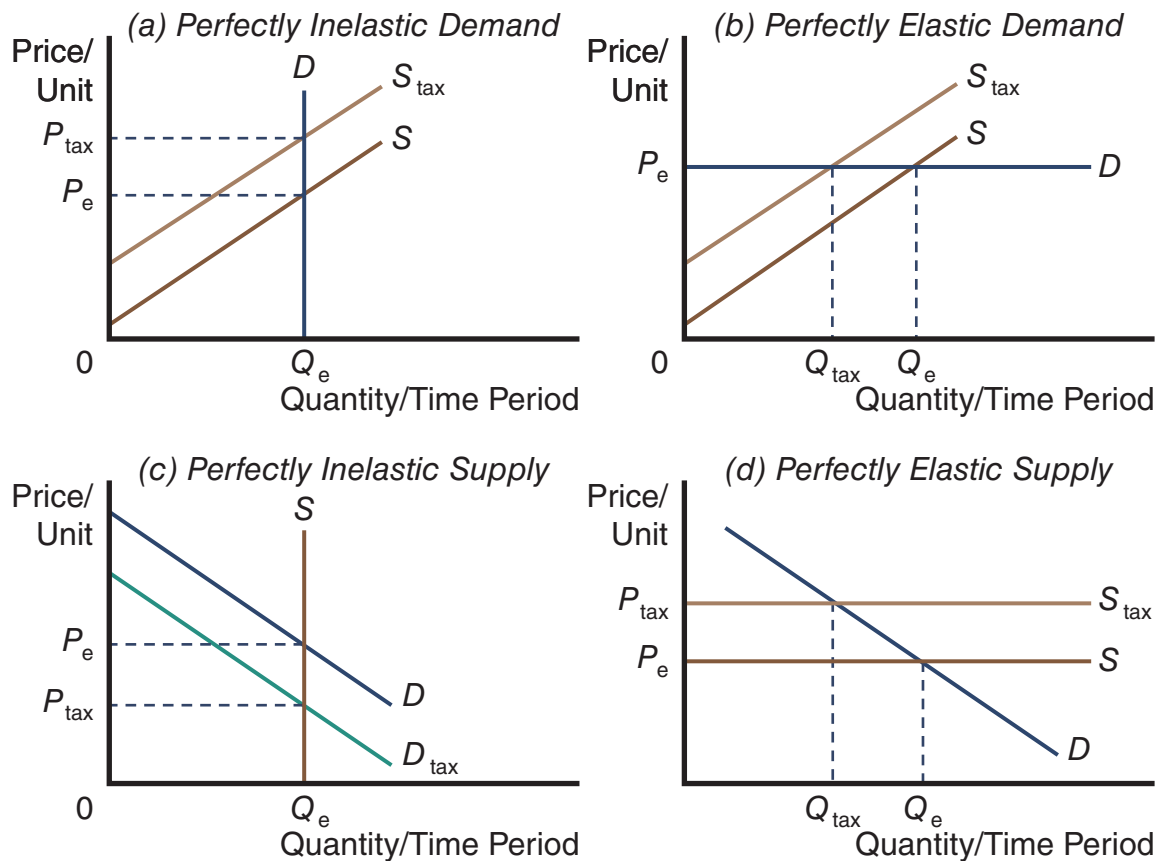 (a) Perfectly Inelastic Demand
Price/
Unit
D
S tax
S
P tax
P e
0
Q e
Quantity/Time Period
(b) Perfectly Elastic Demand
Price/
Unit
S tax
S
P e
D
0
Q tax
Q e
Quantity/Time Period
(c) Perfectly Inelastic Supply
Price/
Unit
S
P e
P tax
D
D tax
0
Q e
Quantity/Time Period
(d) Perfectly Elastic Supply
Price/
Unit
P tax
S tax
P e
S
D
0
Q tax
Q e
Quantity/Time Period